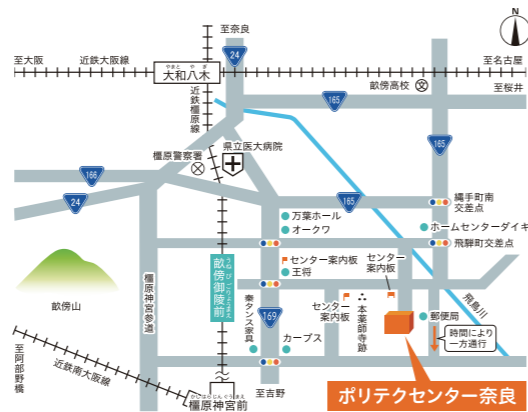 N
至奈良
24
至大阪
近鉄大阪線
やまと やぎ
大和八木
至名古屋
畝傍高校
至桜井
近鉄橿原線
165
165
橿原警察署
県立医大病院
166
24
165
縄手町南
交差点
万葉ホール
オークワ
ホームセンターダイキ
飛騨町交差点
センター案内板
王将
センター
案内板
うねびごりょうまえ
畝傍御陵前
畝傍山
橿原神宮参道
秦タンス家具
169
センター
案内板
本薬師寺跡
飛鳥川
郵便局
時間により
一方通行
カーブス
至阿部野橋
近鉄南大阪線
かしはらじんぐうまえ
橿原神宮前
至吉野
ポリテクセンター奈良